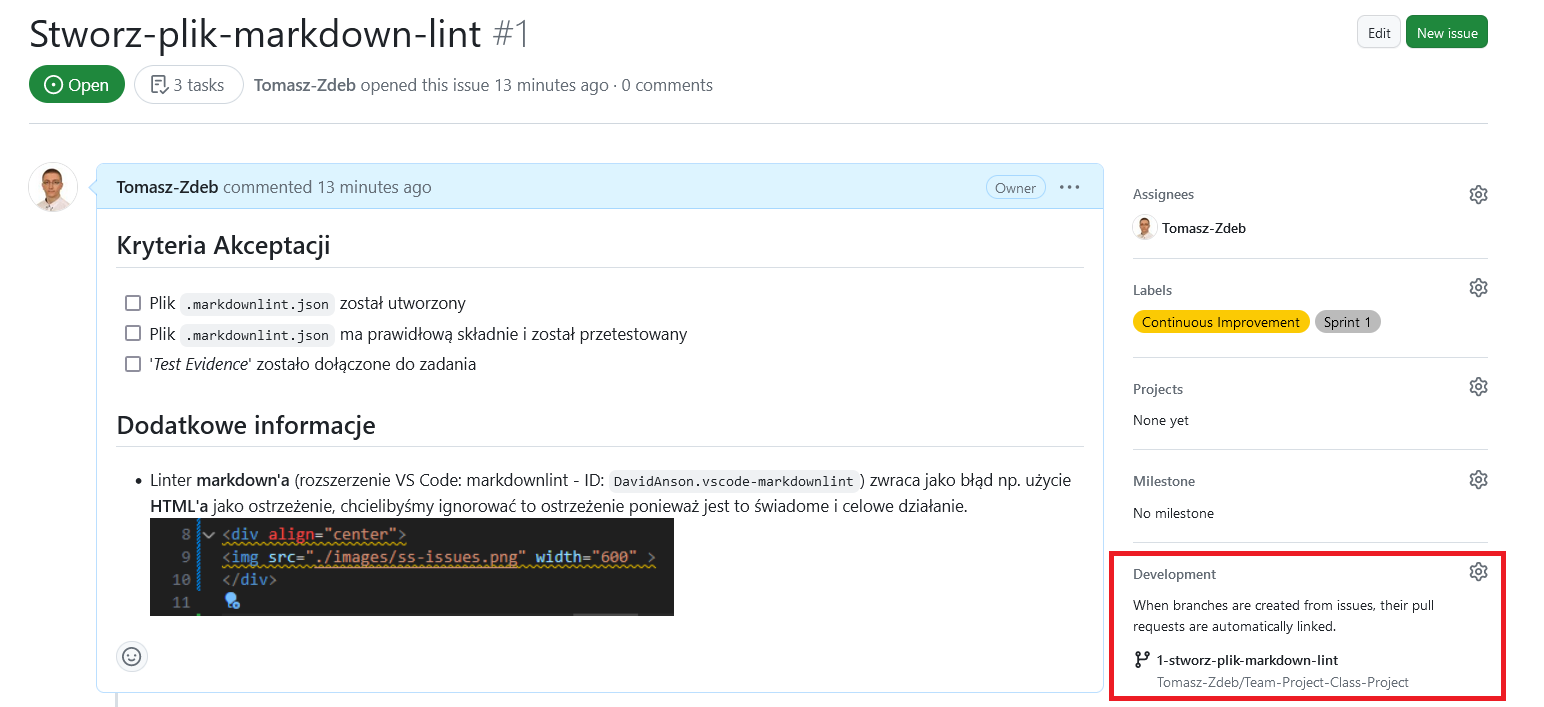 Stworz-plik-markdown-lint #1
Edit
New issue
Open
3 tasks
Tomasz-Zdeb opened this issue 13 minutes ago · 0 comments
Tomasz-Zdeb commented 13 minutes ago
Owner
Kryteria Akceptacji
Plik .markdownlint.json został utworzony
Plik .markdownlint.json ma prawidłową składnie i został przetestowany
'Test Evidence' zostało dołączone do zadania
Dodatkowe informacje
Linter markdown'a (rozszerzenie VS Code: markdownlint - ID: DavidAnson.vscode-markdownlint) zwraca jako błąd np. użycie
HTML'a jako ostrzeżenie, chcielibyśmy ignorować to ostrzeżenie ponieważ jest to świadome i celowe działanie.
8 <div align="center">
9 <img src="./images/ss-issues.png" width="600" >
10 </div>
11
Assignees
Tomasz-Zdeb
Labels
Continuous Improvement
Sprint 1
Projects
None yet
Milestone
No milestone
Development
When branches are created from issues, their pull
requests are automatically linked.
1-stworz-plik-markdown-lint
Tomasz-Zdeb/Team-Project-Class-Project